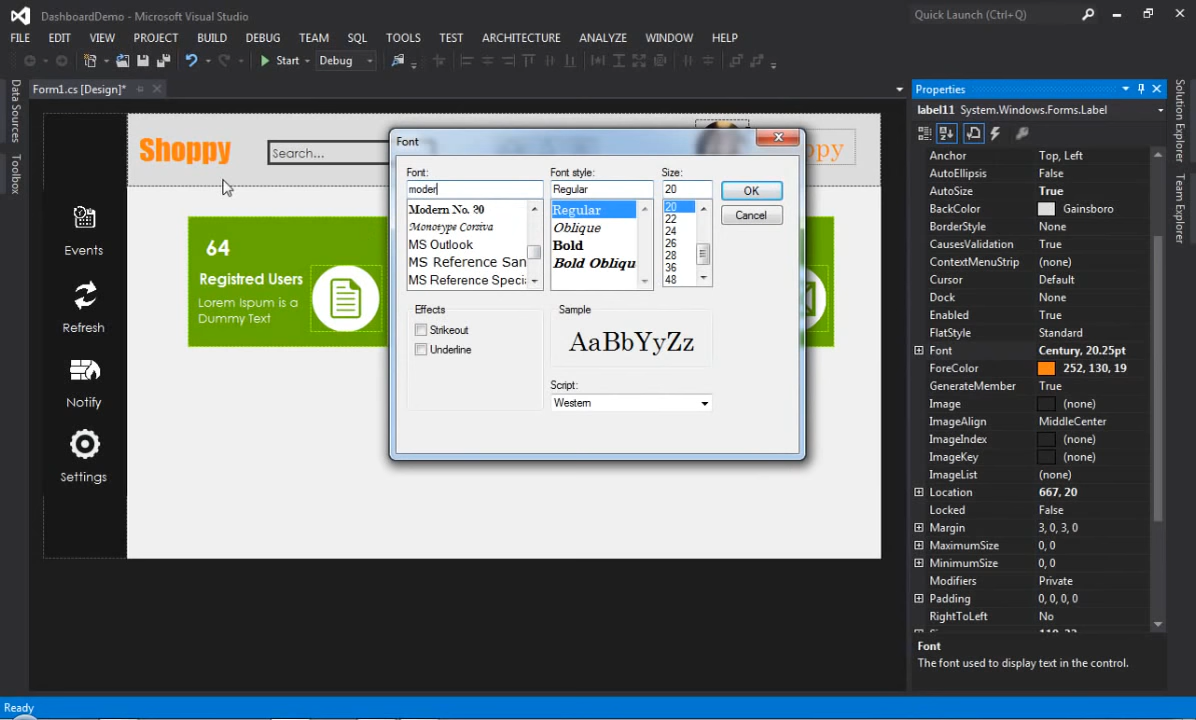 DashboardDemo - Microsoft Visual Studio
Quick Launch (Ctrl+Q)
FILE EDIT VIEW PROJECT BUILD DEBUG TEAM SQL TOOLS TEST ARCHITECTURE ANALYZE WINDOW HELP
Start Debug
Data Sources
Toolbox
Form1.cs [Design]*
Shoppy
Search...
ppy
Events
Refresh
Notify
Settings
64
Registred Users
Lorem Ispum is a
Dummy Text
Font
Font:
moder
Modern No. 20
Monotype Corsiva
MS Outlook
MS Reference San
MS Reference Speci
Font style:
Regular
Regular
Oblique
Bold
Bold Obliqu
Size:
20
20
22
24
26
28
36
48
OK
Cancel
Effects
Strikeout
Underline
Sample
AaBbYyZz
Script:
Western
Properties
label11 System.Windows.Forms.Label
Anchor Top, Left
AutoEllipsis False
AutoSize True
BackColor Gainsboro
BorderStyle None
CausesValidation True
ContextMenuStrip (none)
Cursor Default
Dock None
Enabled True
FlatStyle Standard
Font Century, 20.25pt
ForeColor 252, 130, 19
GenerateMember True
Image (none)
ImageAlign MiddleCenter
ImageIndex (none)
ImageKey (none)
ImageList (none)
Location 667, 20
Locked False
Margin 3, 0, 3, 0
MaximumSize 0, 0
MinimumSize 0, 0
Modifiers Private
Padding 0, 0, 0, 0
RightToLeft No
Font
The font used to display text in the control.
Solution Explorer
Team Explorer
Ready